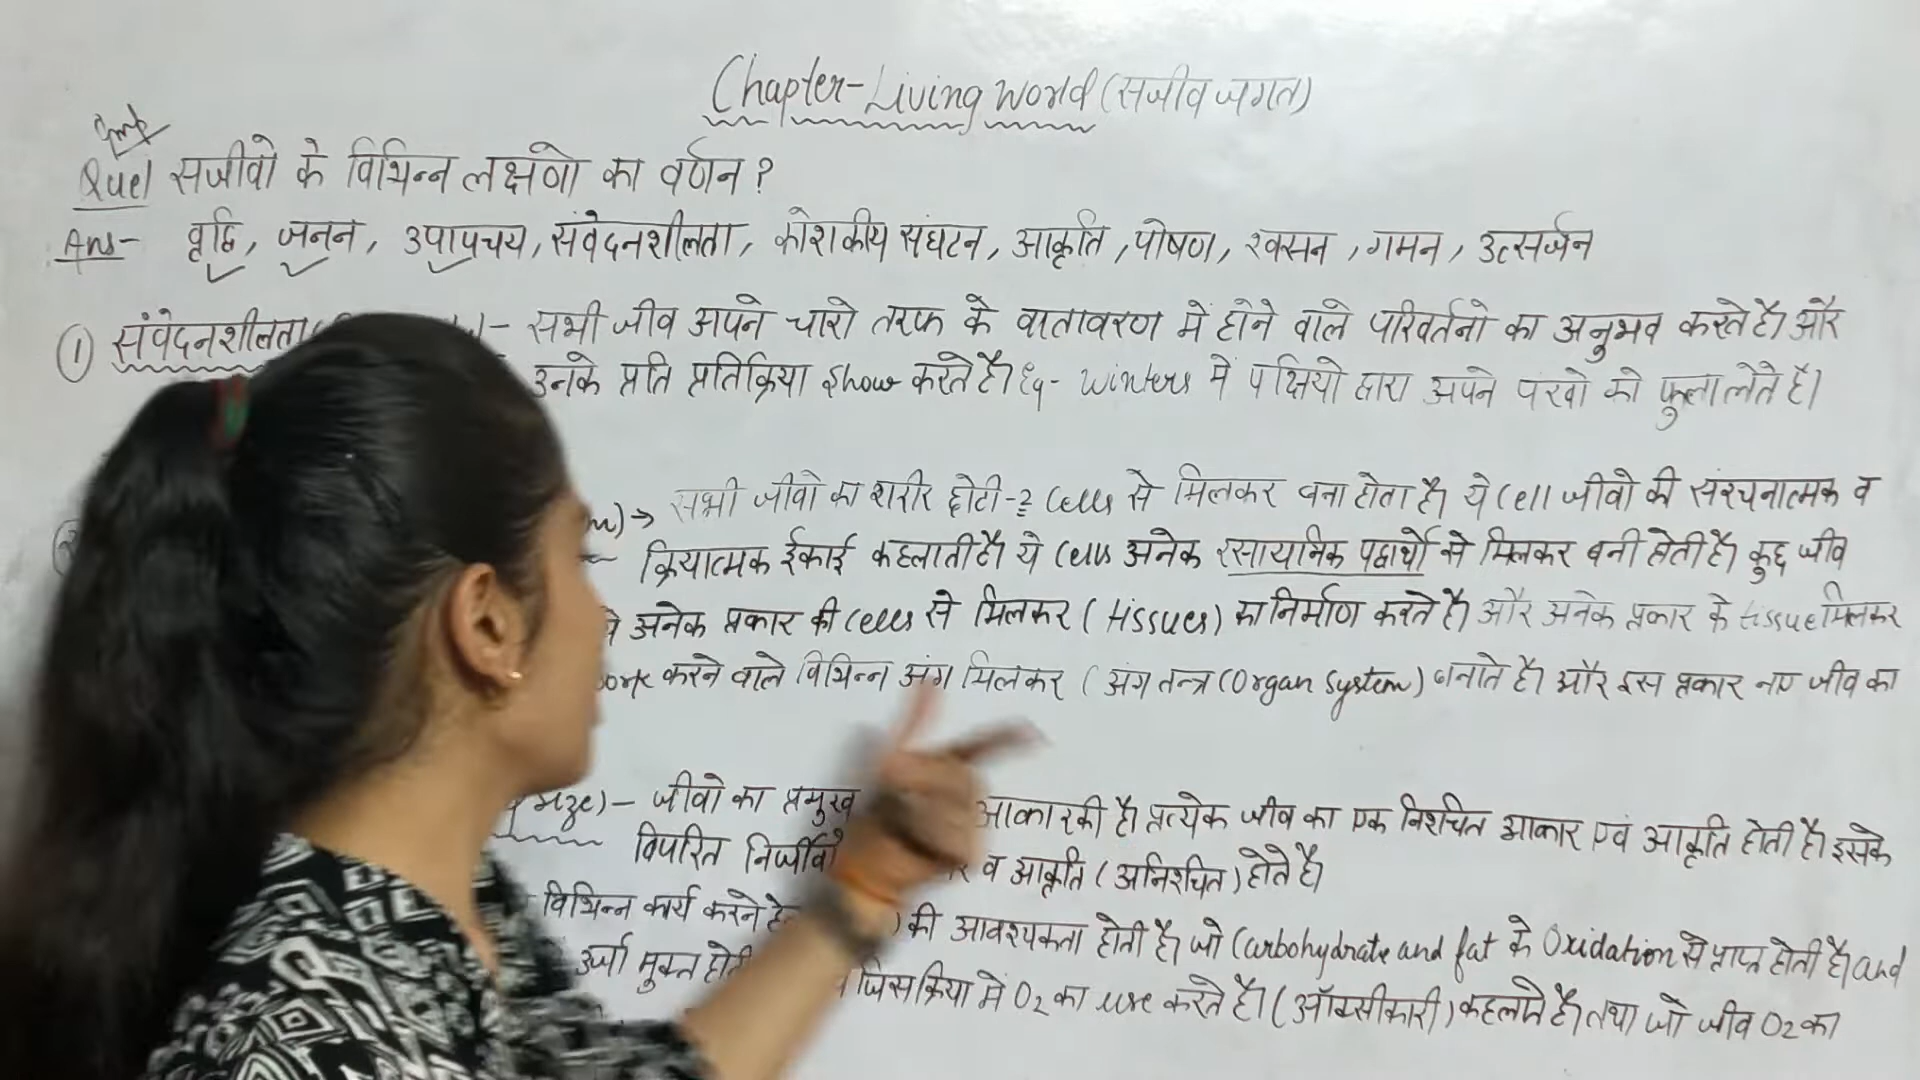 Chapter-Living World (सजीव जगत)
Imp
Que1 सजीवो के विभिन्न लक्षणो का वर्णन ?
Ans- वृद्धि, जनन, उपापचय, संवेदनशीलता, कोशकीय संघटन, आकृति, पोषण, श्वसन, गमन, उत्सर्जन
① संवेदनशीलता - सभी जीव अपने चारो तरफ के वातावरण में होने वाले परिवर्तनो का अनुभव करते है। और
उनके प्रति प्रतिक्रिया show करते है। Eg- winters में पक्षियो द्वारा अपने पंखो को फुला लेते है।
→ सभी जीवो का शरीर छोटी-2 cells से मिलकर बना होता है। ये Cell जीवो की संरचनात्मक व
क्रियात्मक ईकाई कहलाती है। ये Cells अनेक रसायनिक पदार्थो से मिलकर बनी होती है। कुछ जीव
अनेक प्रकार की cells से मिलकर (tissues) का निर्माण करते है। और अनेक प्रकार के tissue मिलकर
work करने वाले विभिन्न अंग मिलकर (अंग तन्त्र (Organ System) बनाते है। और इस प्रकार नए जीव का
size) - जीवो का प्रमुख आकार की है। प्रत्येक जीव का एक निश्चित आकार एवं आकृति होती है। इसके
विपरित निर्जीवो व आकृति (अनिश्चित) होते है।
विभिन्न कार्य करने की आवश्यकता होती है। जो Carbohydrate and fat के Oxidation से प्राप्त होती है। and
उर्जा मुक्त जिस क्रिया में O2 का use करते है। (ऑक्सीकारी) कहलाते है। तथा जो जीव O2 का